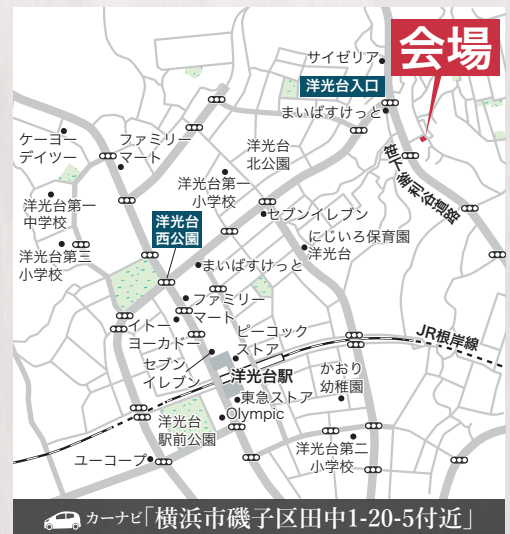 会場
サイゼリア
洋光台入口
まいばすけっと
ケーヨー
デイツー
ファミリー
マート
洋光台
北公園
笹下釜利谷道路
洋光台第一
小学校
洋光台第一
中学校
セブンイレブン
洋光台
西公園
にじいろ保育園
洋光台
洋光台第三
小学校
まいばすけっと
ファミリー
マート
イトー
ヨーカドー
ピーコック
ストア
JR根岸線
セブン
イレブン
洋光台駅
かおり
幼稚園
東急ストア
Olympic
洋光台
駅前公園
洋光台第二
小学校
ユーコープ
カーナビ「横浜市磯子区田中1-20-5付近」